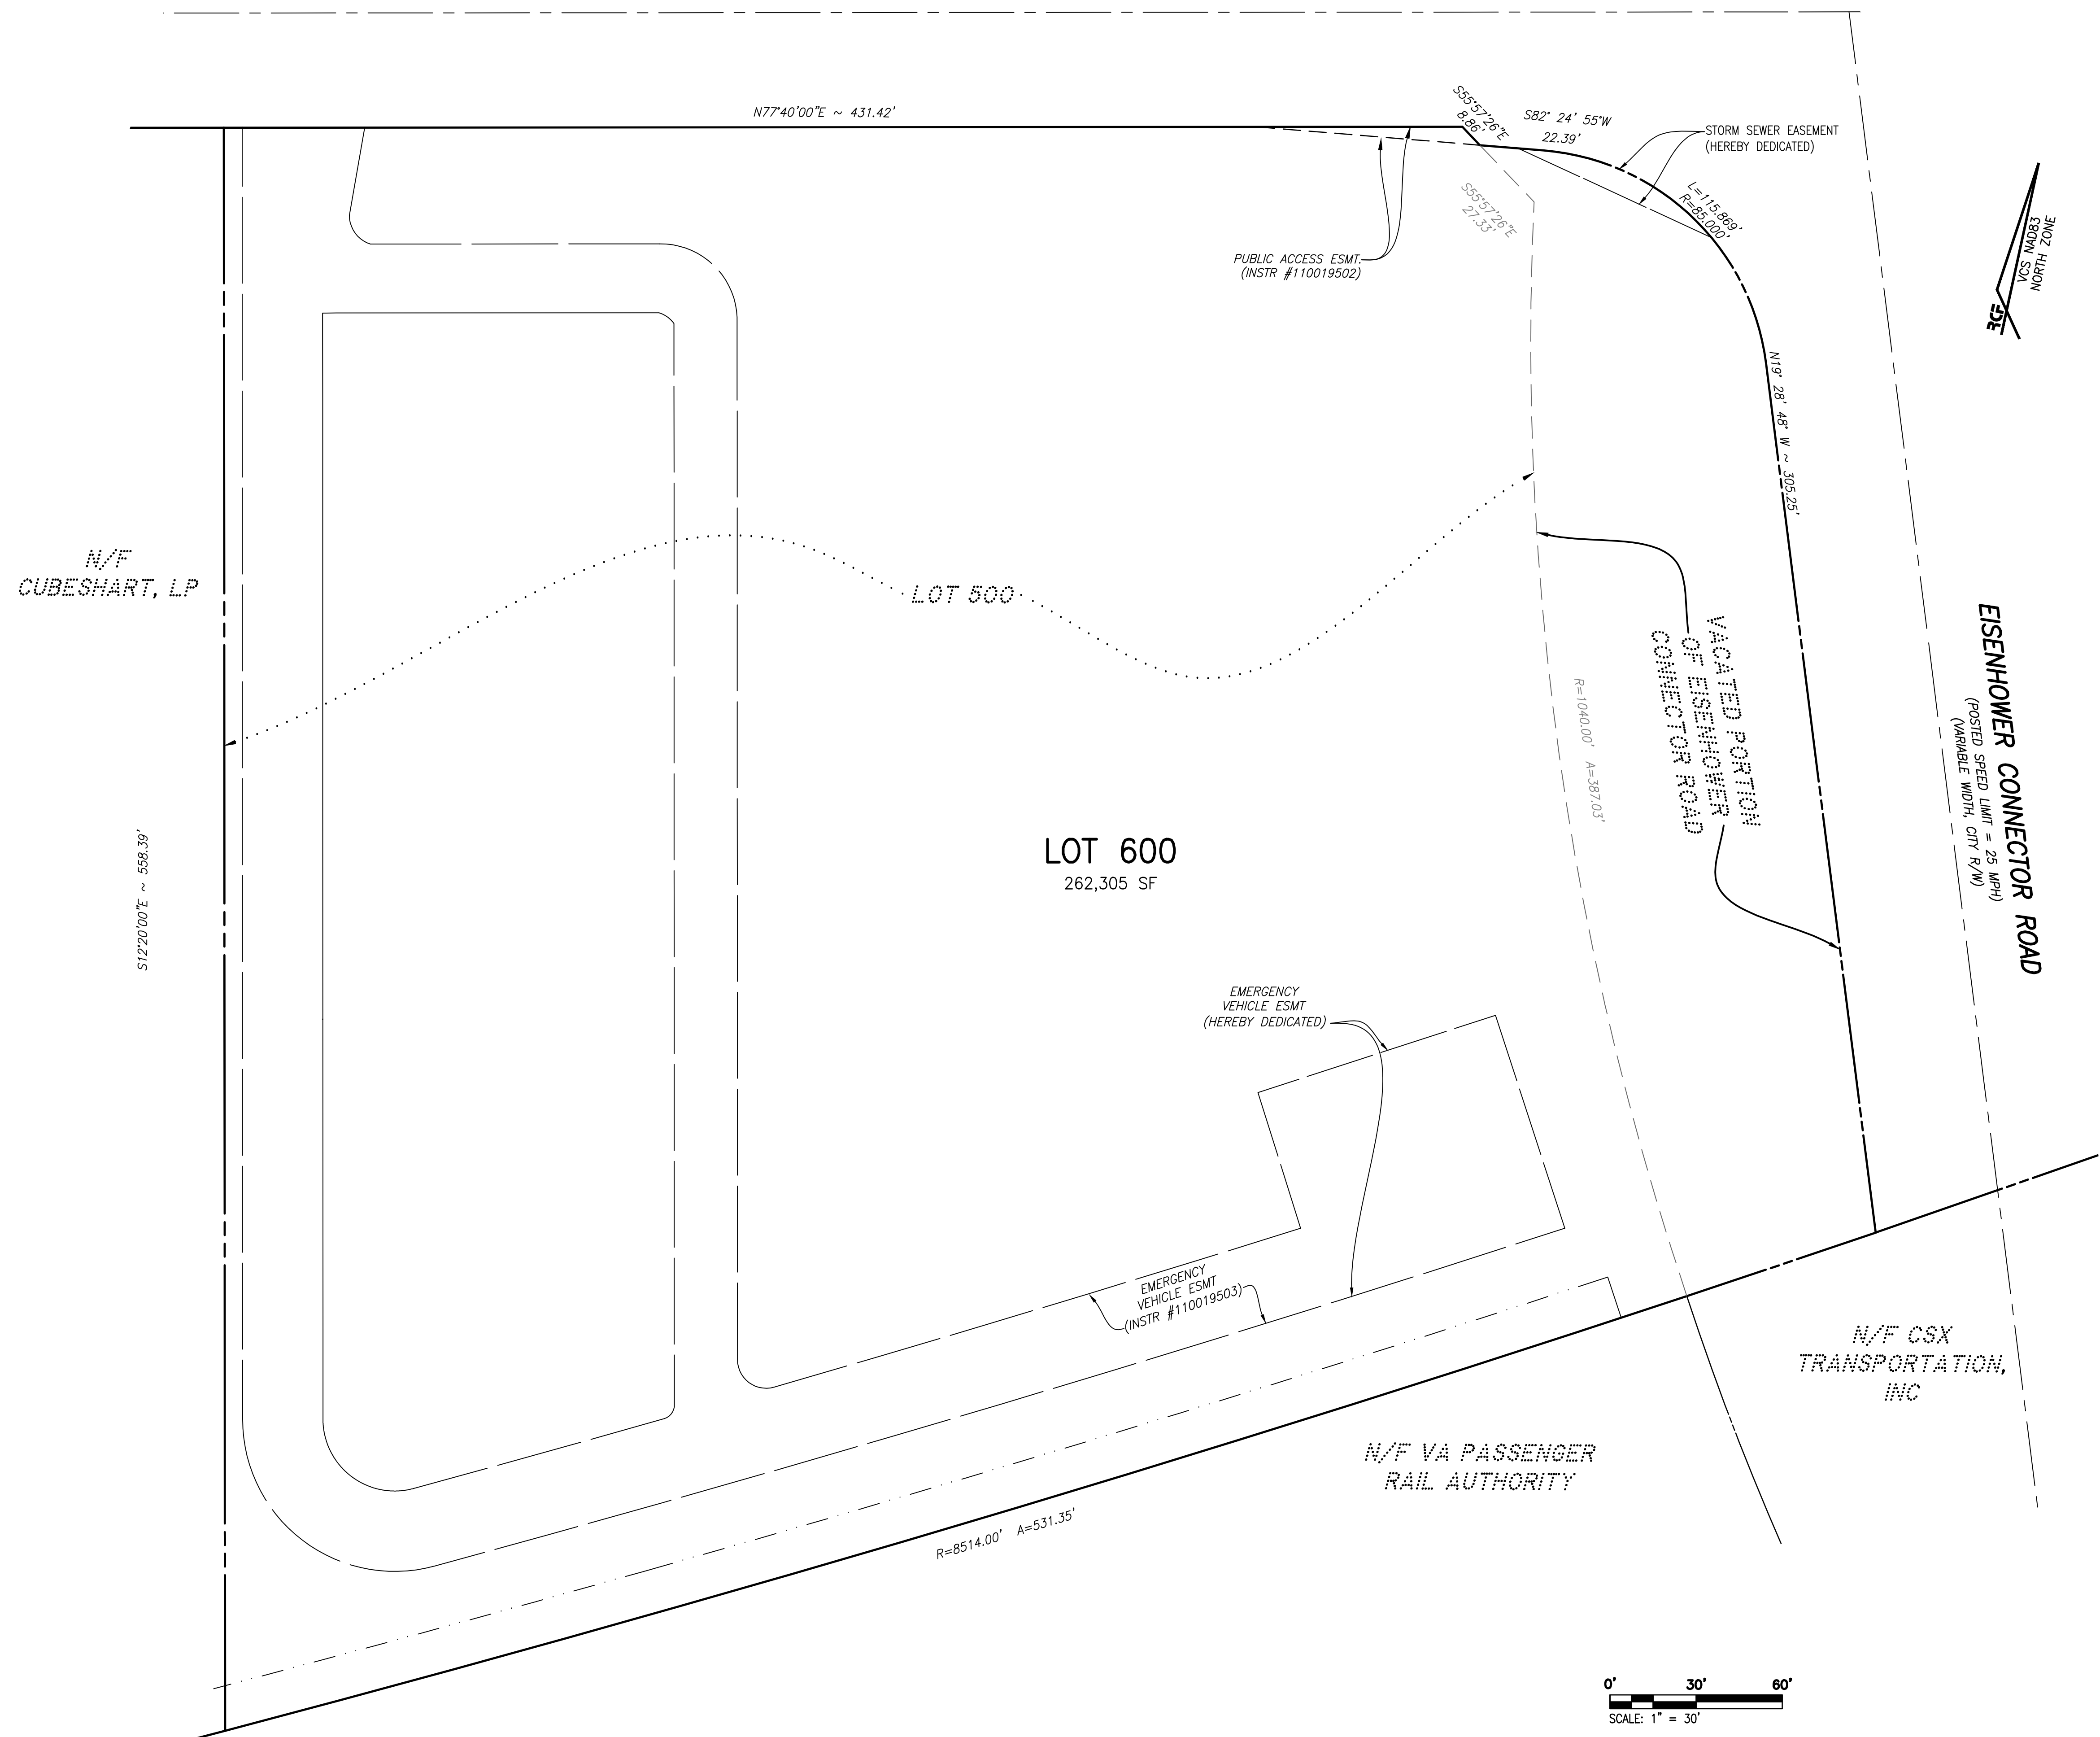 N77°40'00"E ~ 431.42'
S55°57'26"E
8.86'
S82° 24' 55"W
22.39'
STORM SEWER EASEMENT
(HEREBY DEDICATED)
L=115.869'
R=85.000'
S55°57'26"E
27.33'
PUBLIC ACCESS ESMT.
(INSTR #110019502)
VCS NAD83
NORTH ZONE
RCF
N19° 28' 48" W ~ 305.25'
N/F
CUBESHART, LP
LOT 500
VACATED PORTION
OF EISENHOWER
CONNECTOR ROAD
EISENHOWER CONNECTOR ROAD
(POSTED SPEED LIMIT = 25 MPH)
(VARIABLE WIDTH, CITY R/W)
R=1040.00' A=387.03'
LOT 600
262,305 SF
S12°20'00"E ~ 558.39'
EMERGENCY
VEHICLE ESMT
(HEREBY DEDICATED)
EMERGENCY
VEHICLE ESMT
(INSTR #110019503)
N/F CSX
TRANSPORTATION,
INC
N/F VA PASSENGER
RAIL AUTHORITY
R=8514.00' A=531.35'
0' 30' 60'
SCALE: 1" = 30'